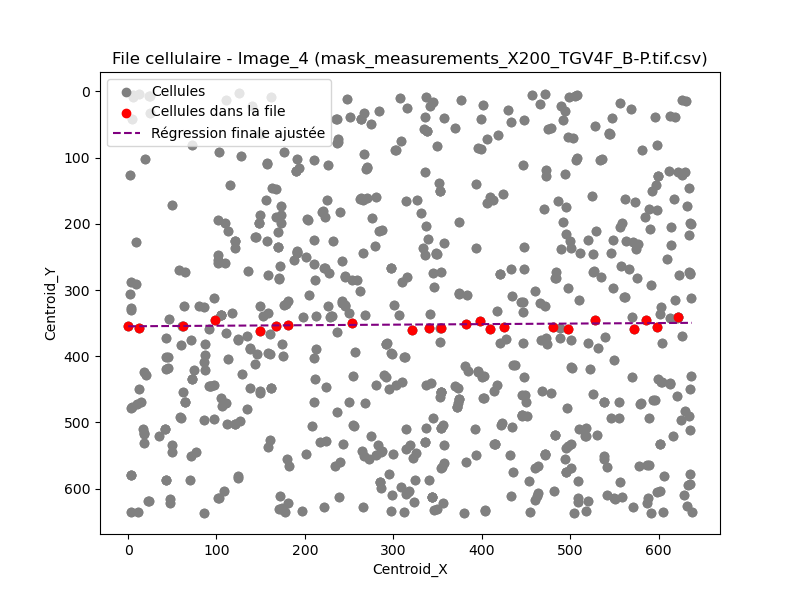 File cellulaire - Image_4 (mask_measurements_X200_TGV4F_B-P.tif.csv)
Cellules
Cellules dans la file
Régression finale ajustée
Centroid_Y
0
100
200
300
400
500
600
0 100 200 300 400 500 600
Centroid_X